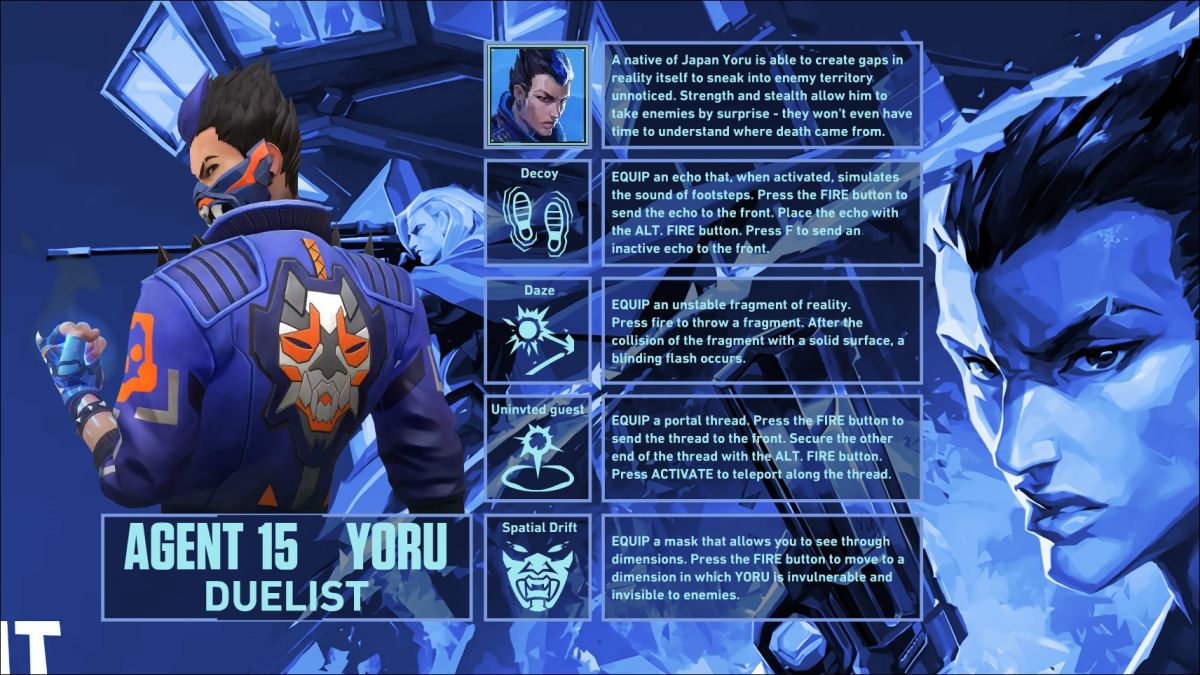 A native of Japan Yoru is able to create gaps in
reality itself to sneak into enemy territory
unnoticed. Strength and stealth allow him to
take enemies by surprise - they won't even have
time to understand where death came from.
Decoy
EQUIP an echo that, when activated, simulates
the sound of footsteps. Press the FIRE button to
send the echo to the front. Place the echo with
the ALT. FIRE button. Press F to send an
inactive echo to the front.
Daze
EQUIP an unstable fragment of reality.
Press fire to throw a fragment. After the
collision of the fragment with a solid surface, a
blinding flash occurs.
Uninvted guest
EQUIP a portal thread. Press the FIRE button to
send the thread to the front. Secure the other
end of the thread with the ALT. FIRE button.
Press ACTIVATE to teleport along the thread.
Spatial Drift
EQUIP a mask that allows you to see through
dimensions. Press the FIRE button to move to a
dimension in which YORU is invulnerable and
invisible to enemies.
AGENT 15 YORU
DUELIST
IT